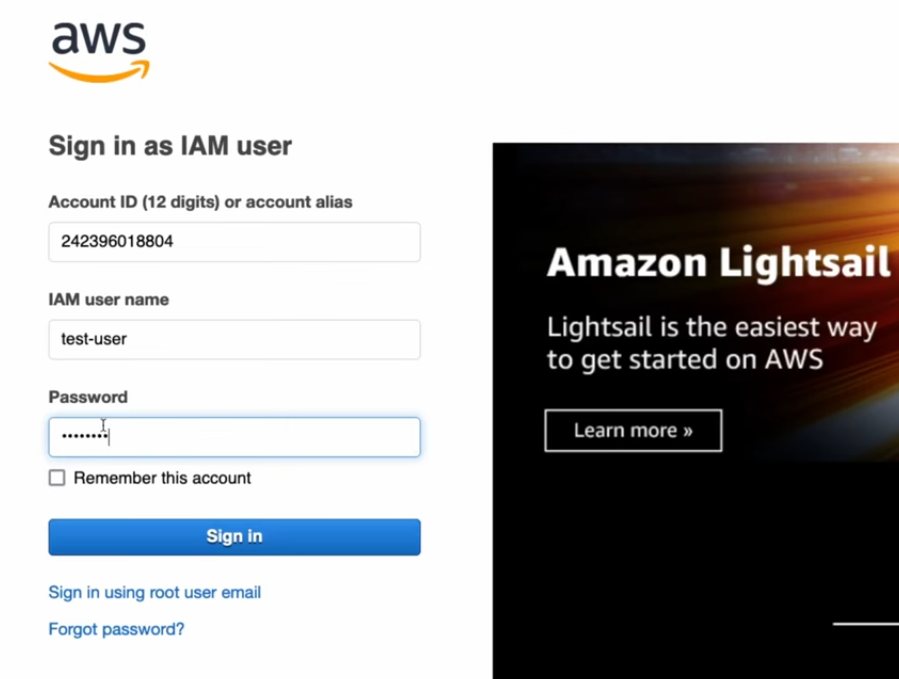 aws
Sign in as IAM user
Account ID (12 digits) or account alias
242396018804
IAM user name
test-user
Password
••••••••
Remember this account
Sign in
Sign in using root user email
Forgot password?
Amazon Lightsail
Lightsail is the easiest way
to get started on AWS
Learn more »